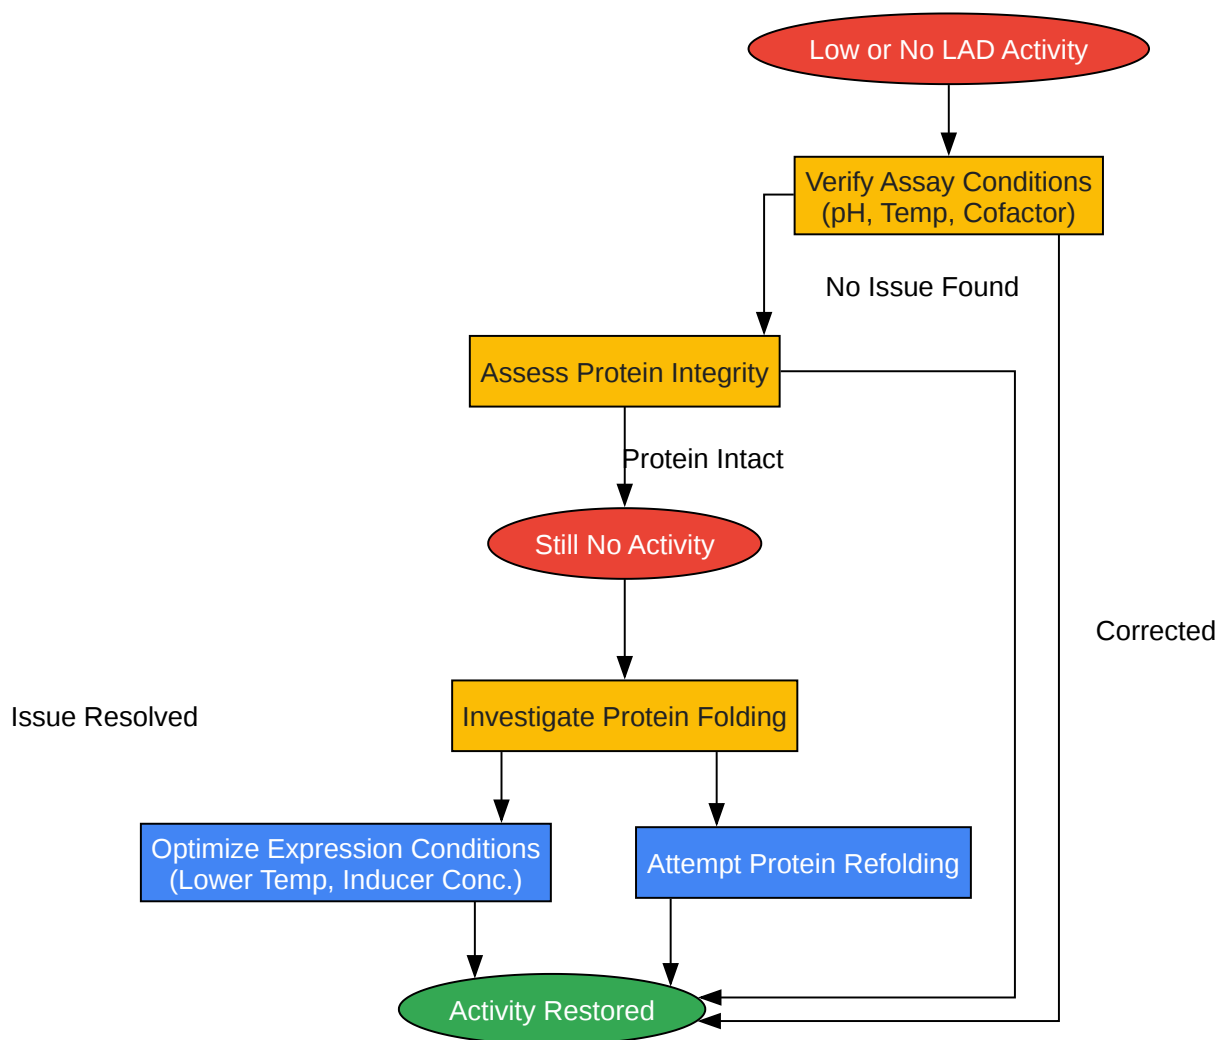 Low or No LAD Activity
Verify Assay Conditions
(pH, Temp, Cofactor)
No Issue Found
Assess Protein Integrity
Protein Intact
Still No Activity
Corrected
Issue Resolved
Investigate Protein Folding
Optimize Expression Conditions
(Lower Temp, Inducer Conc.)
Attempt Protein Refolding
Activity Restored